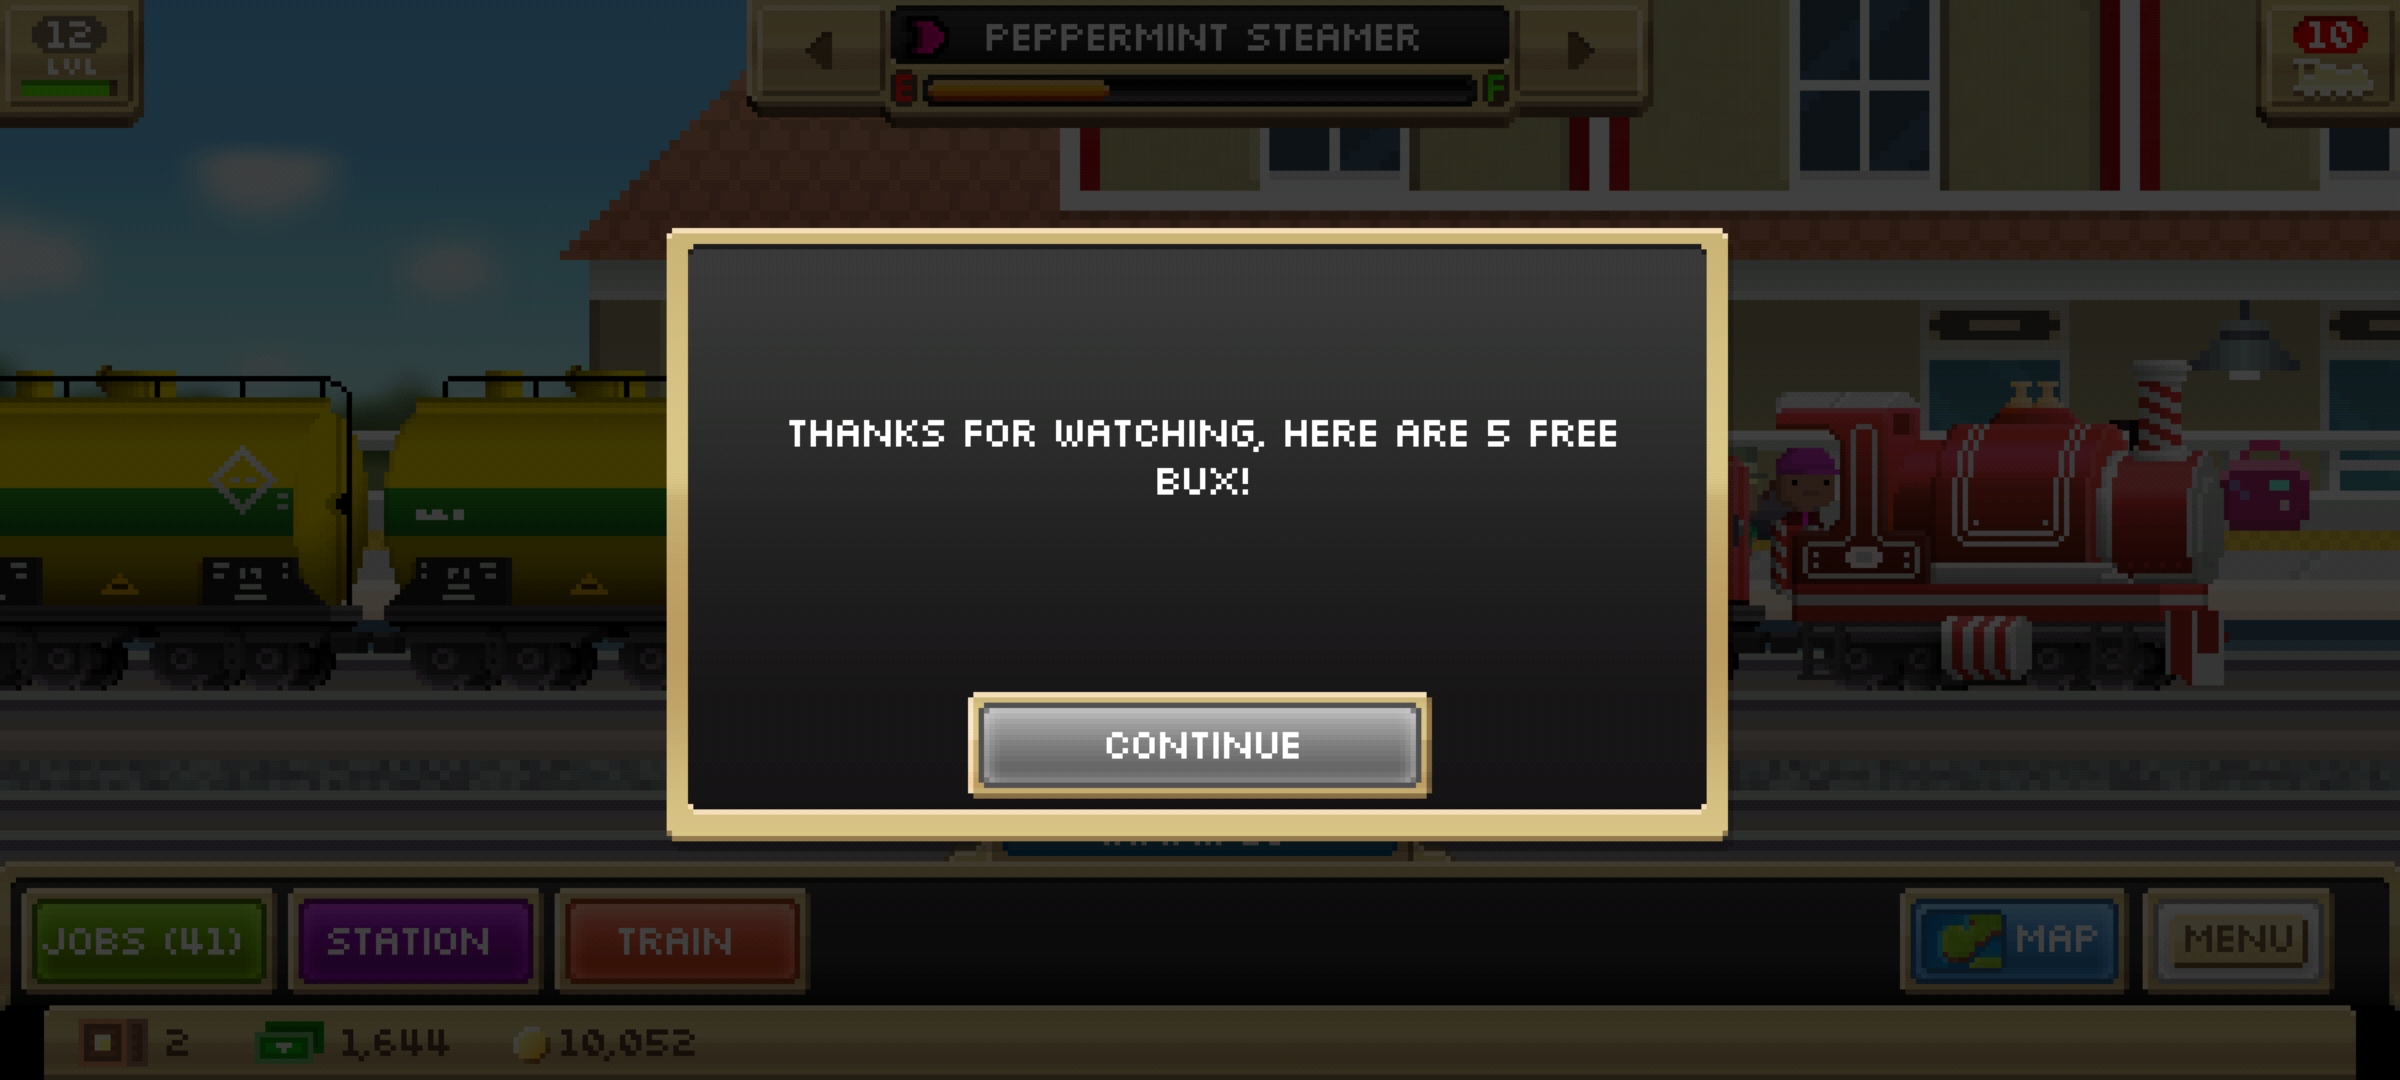 12
LVL
PEPPERMINT STEAMER
E
F
10
THANKS FOR WATCHING, HERE ARE 5 FREE
BUX!
CONTINUE
JOBS (41)
STATION
TRAIN
MAP
MENU
2
1,644
10,052